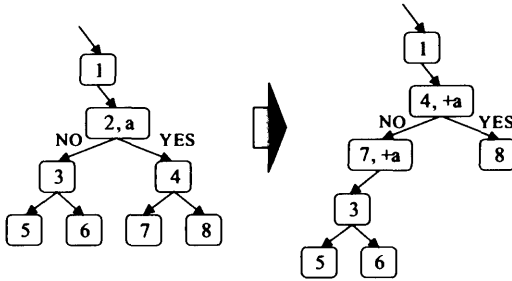 1
2, a
NO YES
3 4
5 6 7 8
1
4, +a
NO YES
7, +a 8
3
5 6